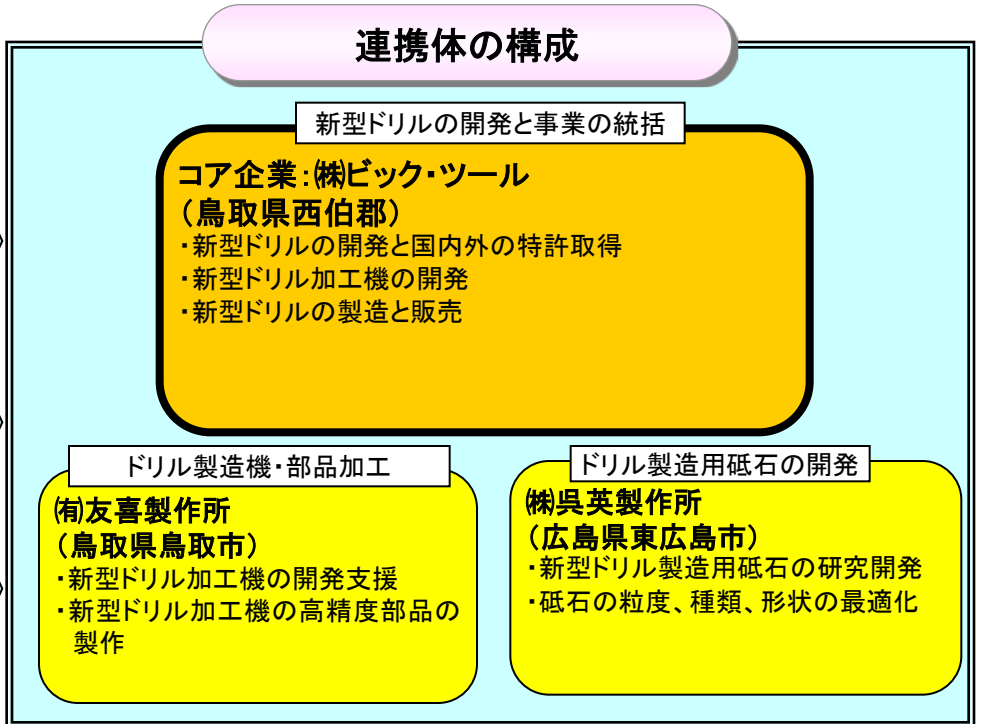 連携体の構成
新型ドリルの開発と事業の統括
コア企業:㈱ビック・ツール
(鳥取県西伯郡)
・新型ドリルの開発と国内外の特許取得
・新型ドリル加工機の開発
・新型ドリルの製造と販売
ドリル製造機・部品加工
㈲友喜製作所
(鳥取県鳥取市)
・新型ドリル加工機の開発支援
・新型ドリル加工機の高精度部品の
製作
ドリル製造用砥石の開発
㈱呉英製作所
(広島県東広島市)
・新型ドリル製造用砥石の研究開発
・砥石の粒度、種類、形状の最適化